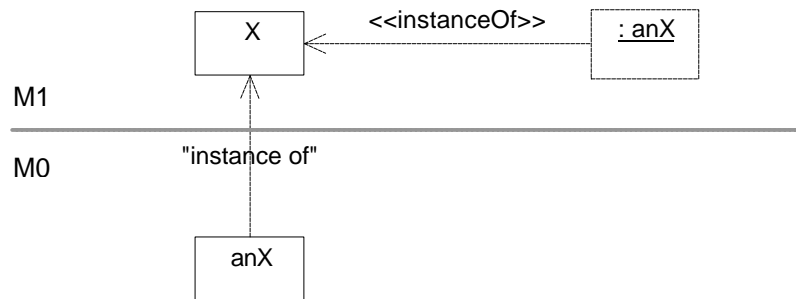 X
<<instanceOf>>
: anX
M1
"instance of"
M0
anX